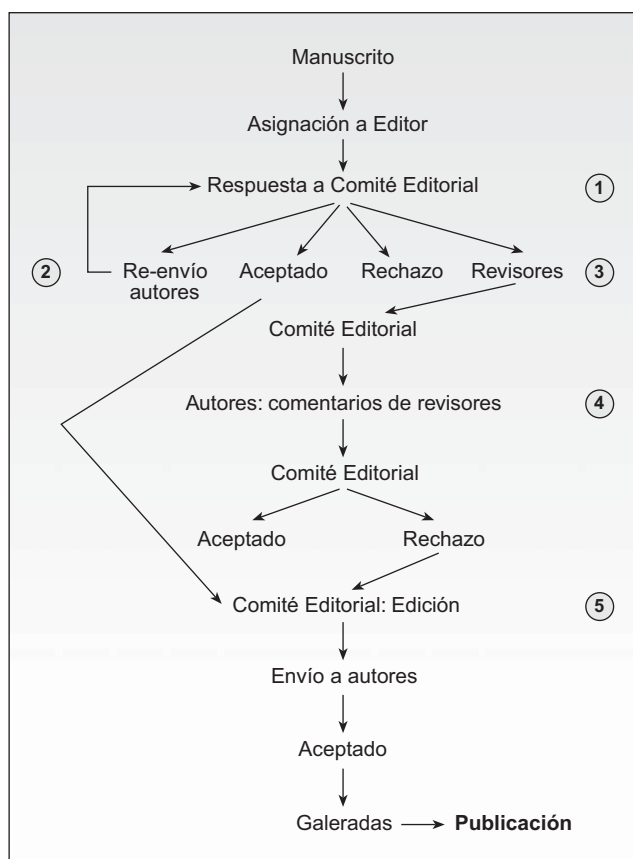 Manuscrito
Asignación a Editor
Respuesta a Comité Editorial 1
2 Re-envío Aceptado Rechazo Revisores 3
autores
Comité Editorial
Autores: comentarios de revisores 4
Comité Editorial
Aceptado Rechazo
Comité Editorial: Edición 5
Envío a autores
Aceptado
Galeradas Publicación